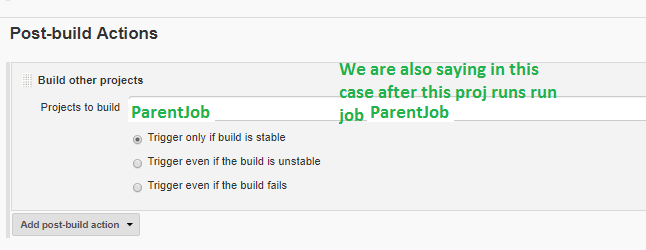 Post-build Actions
Build other projects
We are also saying in this
case after this proj runs run
job ParentJob
Projects to build ParentJob
Trigger only if build is stable
Trigger even if the build is unstable
Trigger even if the build fails
Add post-build action